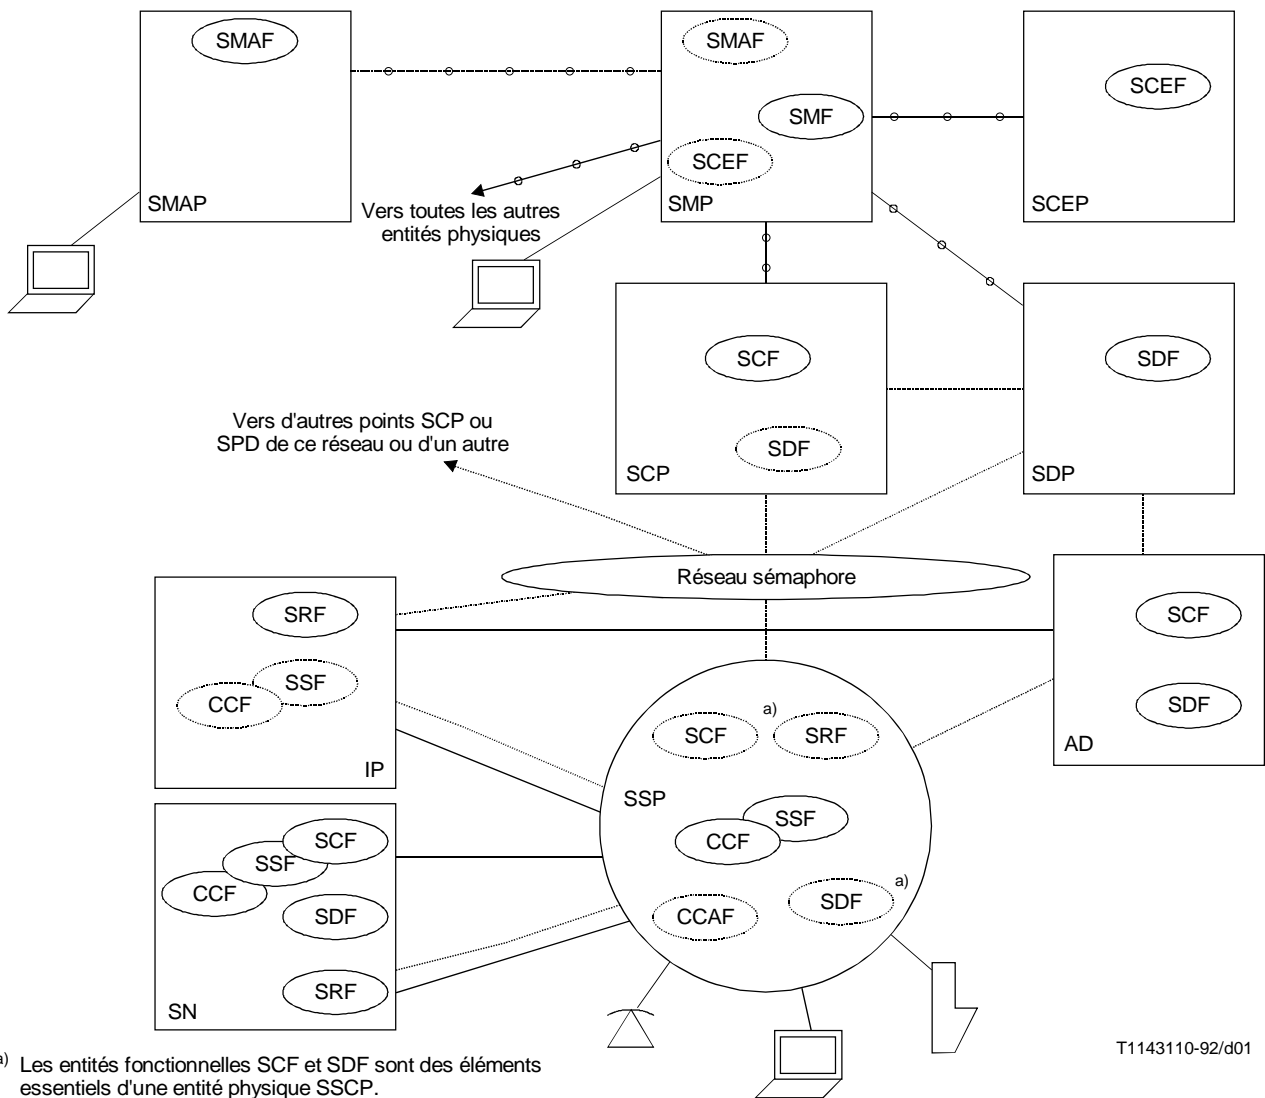 SMAF
SMAP
SMAF
SMF
SCEF
SMP
SCEF
SCEP
Vers toutes les autres
entités physiques
SCF
SDF
SCP
SDF
SDP
Vers d'autres points SCP ou
SPD de ce réseau ou d'un autre
Réseau sémaphore
SRF
SSF
CCF
IP
SCF
SDF
AD
SCF
a)
SRF
SSP
SSF
CCF
CCAF
SDF
a)
SCF
SSF
CCF
SDF
SRF
SN
a) Les entités fonctionnelles SCF et SDF sont des éléments
essentiels d'une entité physique SSCP.
T1143110-92/d01